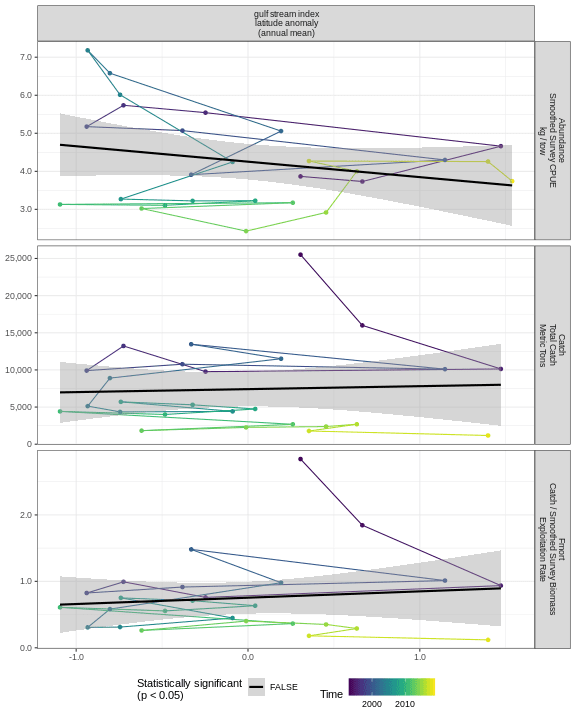 gulf stream index
latitude anomaly
(annual mean)
7.0
6.0
5.0
4.0
3.0
Abundance
Smoothed Survey CPUE
kg / tow
25,000
20,000
15,000
10,000
5,000
0
Catch
Total Catch
Metric Tons
2.0
1.0
0.0
Fmort
Catch / Smoothed Survey Biomass
Exploitation Rate
-1.0
0.0
1.0
Statistically significant
(p < 0.05)
FALSE
Time
2000
2010